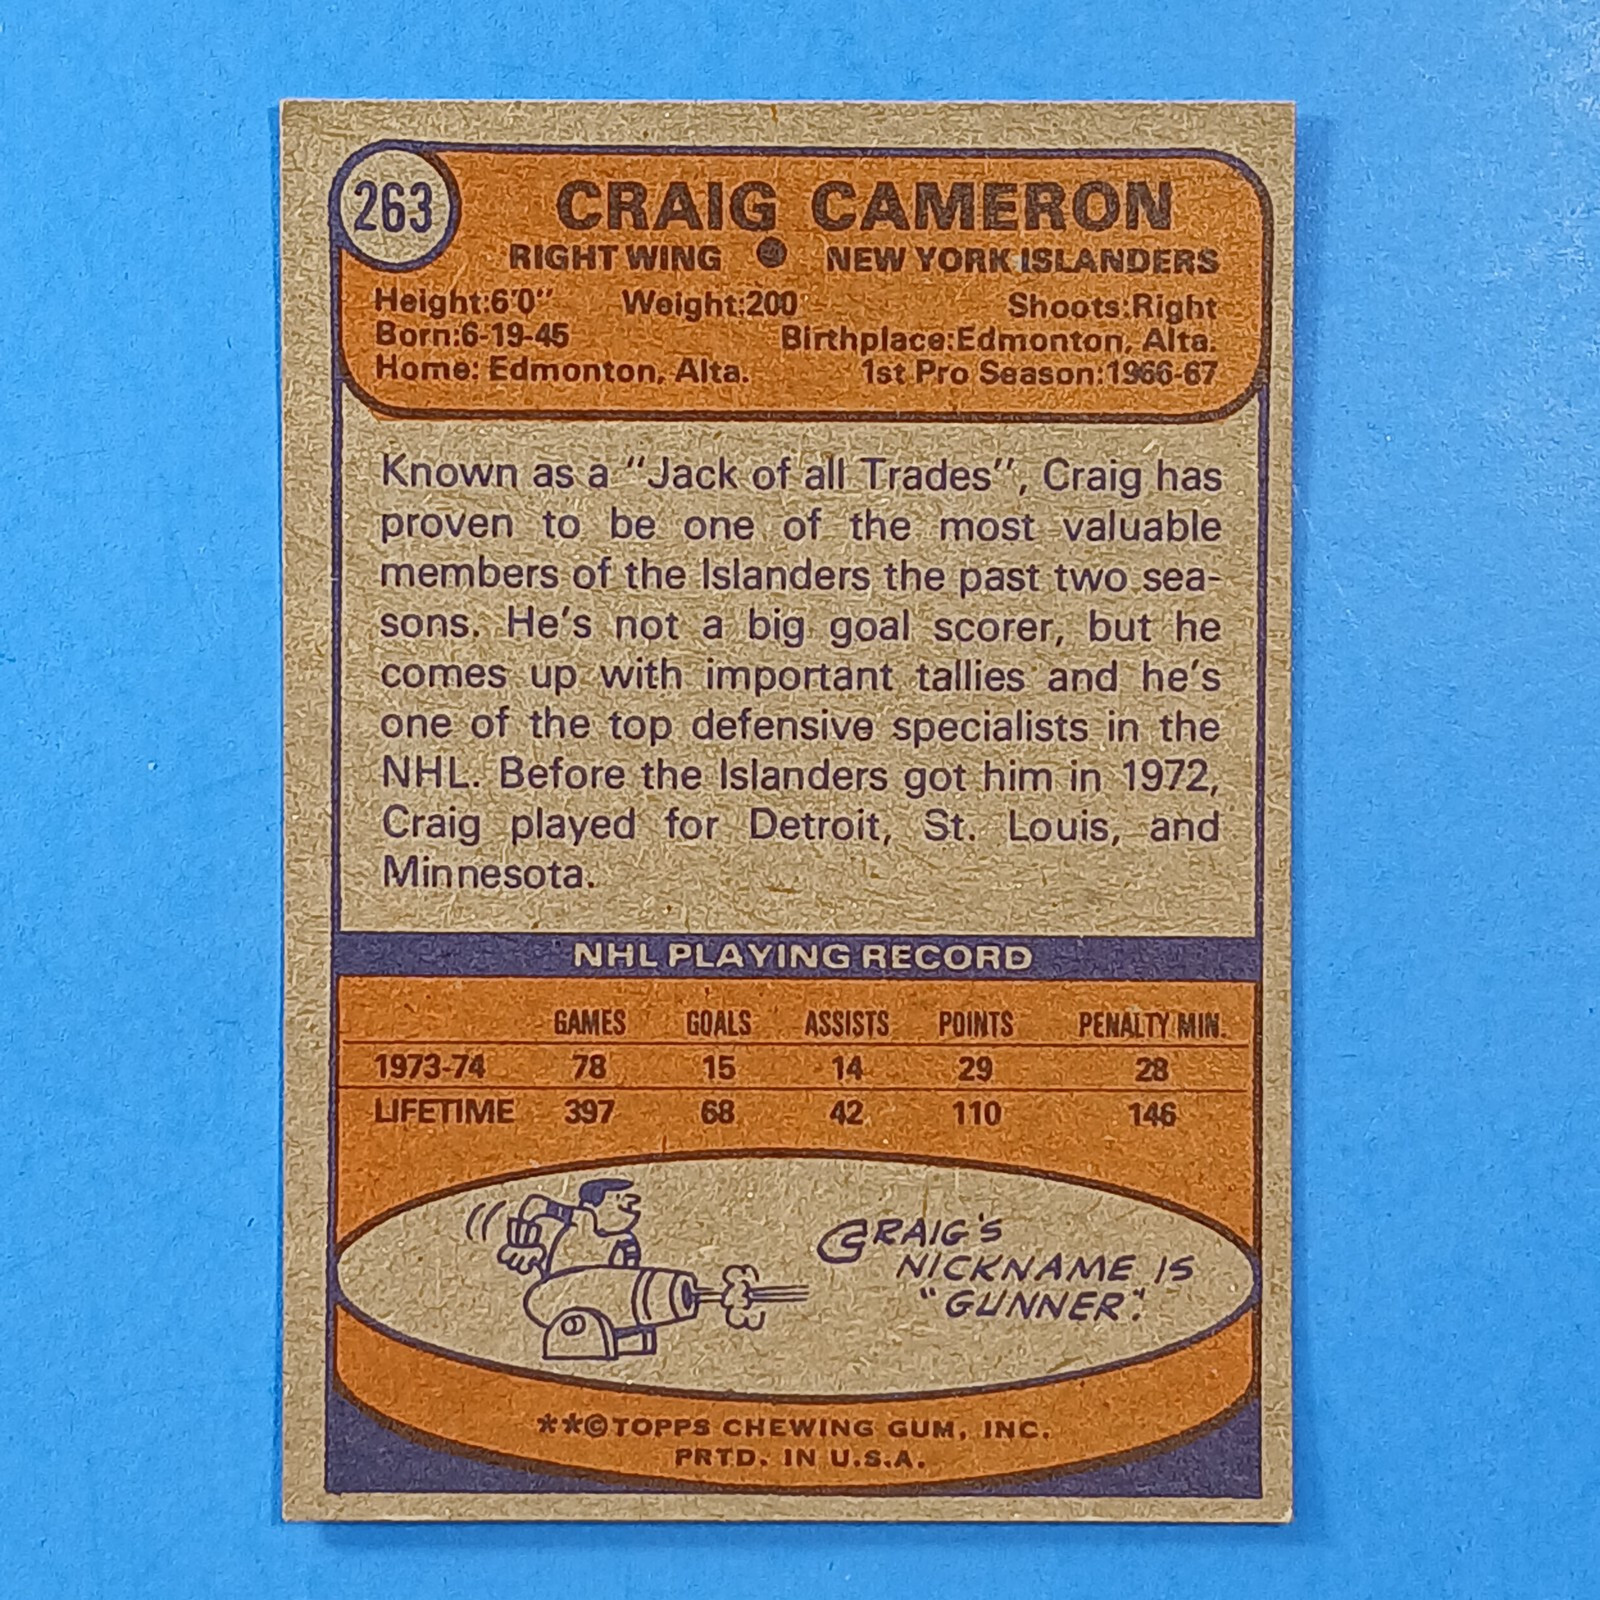 263
CRAIG CAMERON
RIGHT WING ● NEW YORK ISLANDERS
Height:6'0" Weight:200 Shoots:Right
Born:6-19-45 Birthplace:Edmonton, Alta.
Home: Edmonton, Alta. 1st Pro Season:1966-67
Known as a "Jack of all Trades", Craig has
proven to be one of the most valuable
members of the Islanders the past two sea-
sons. He's not a big goal scorer, but he
comes up with important tallies and he's
one of the top defensive specialists in the
NHL. Before the Islanders got him in 1972,
Craig played for Detroit, St. Louis, and
Minnesota.
NHL PLAYING RECORD
GAMES GOALS ASSISTS POINTS PENALTY MIN.
1973-74 78 15 14 29 28
LIFETIME 397 68 42 110 146
CRAIG'S
NICKNAME IS
"GUNNER".
**©TOPPS CHEWING GUM, INC.
PRTD. IN U.S.A.